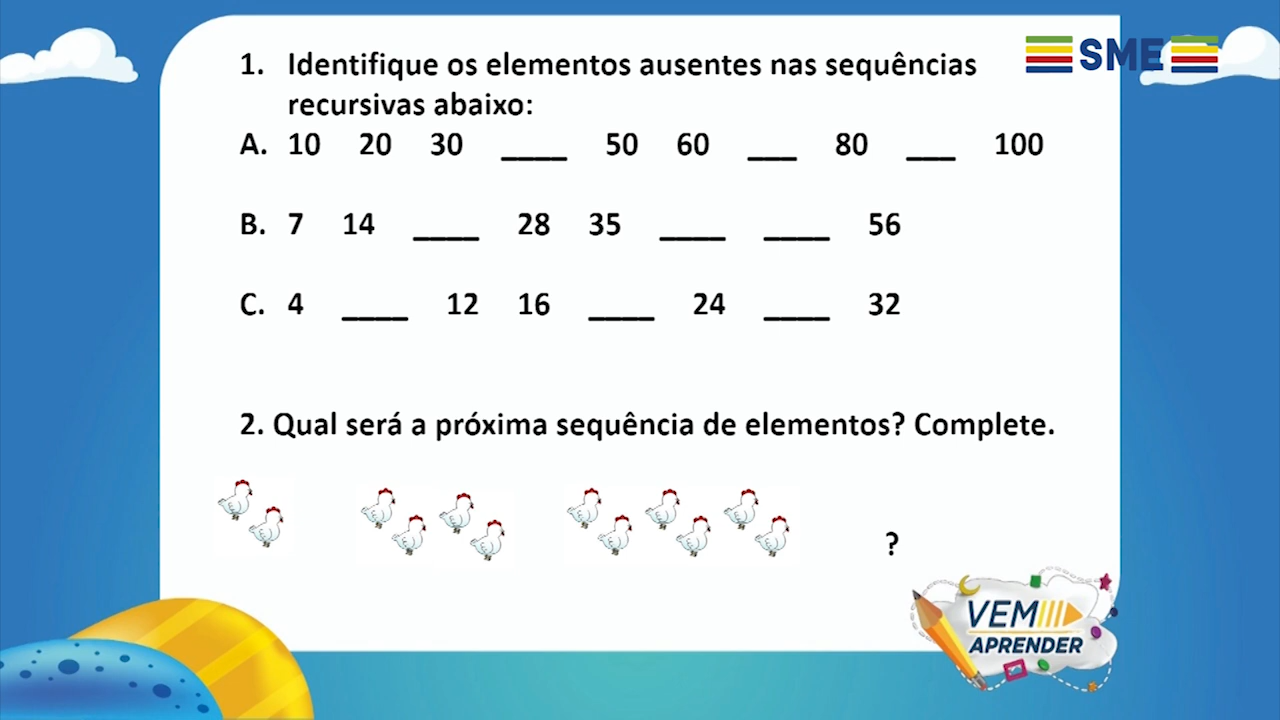 SME
1. Identifique os elementos ausentes nas sequências
recursivas abaixo:
A. 10 20 30 ____ 50 60 ___ 80 ___ 100
B. 7 14 ____ 28 35 ____ ____ 56
C. 4 ____ 12 16 ____ 24 ____ 32
2. Qual será a próxima sequência de elementos? Complete.
?
VEM
APRENDER